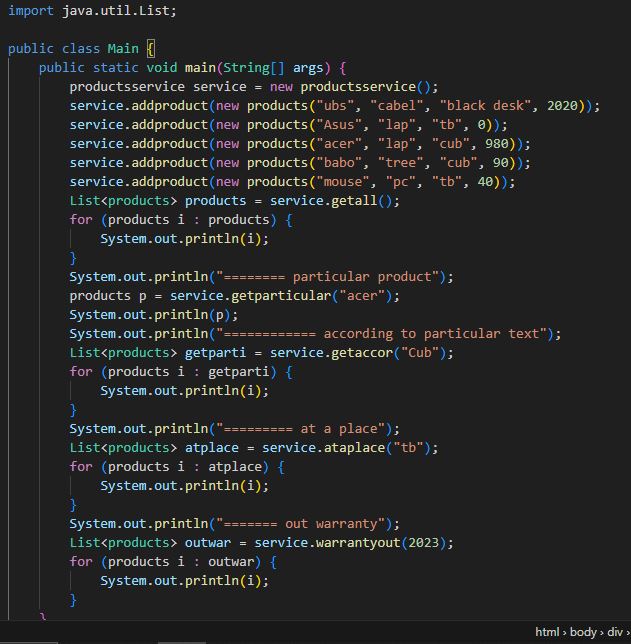 import java.util.List;
public class Main {
public static void main(String[] args) {
productsservice service = new productsservice();
service.addproduct(new products("ubs", "cabel", "black desk", 2020));
service.addproduct(new products("Asus", "lap", "tb", 0));
service.addproduct(new products("acer", "lap", "cub", 980));
service.addproduct(new products("babo", "tree", "cub", 90));
service.addproduct(new products("mouse", "pc", "tb", 40));
List<products> products = service.getall();
for (products i : products) {
System.out.println(i);
}
System.out.println("======== particular product");
products p = service.getparticular("acer");
System.out.println(p);
System.out.println("============ according to particular text");
List<products> getparti = service.getaccor("Cub");
for (products i : getparti) {
System.out.println(i);
}
System.out.println("========= at a place");
List<products> atplace = service.ataplace("tb");
for (products i : atplace) {
System.out.println(i);
}
System.out.println("======= out warranty");
List<products> outwar = service.warrantyout(2023);
for (products i : outwar) {
System.out.println(i);
}
}
html › body › div ›